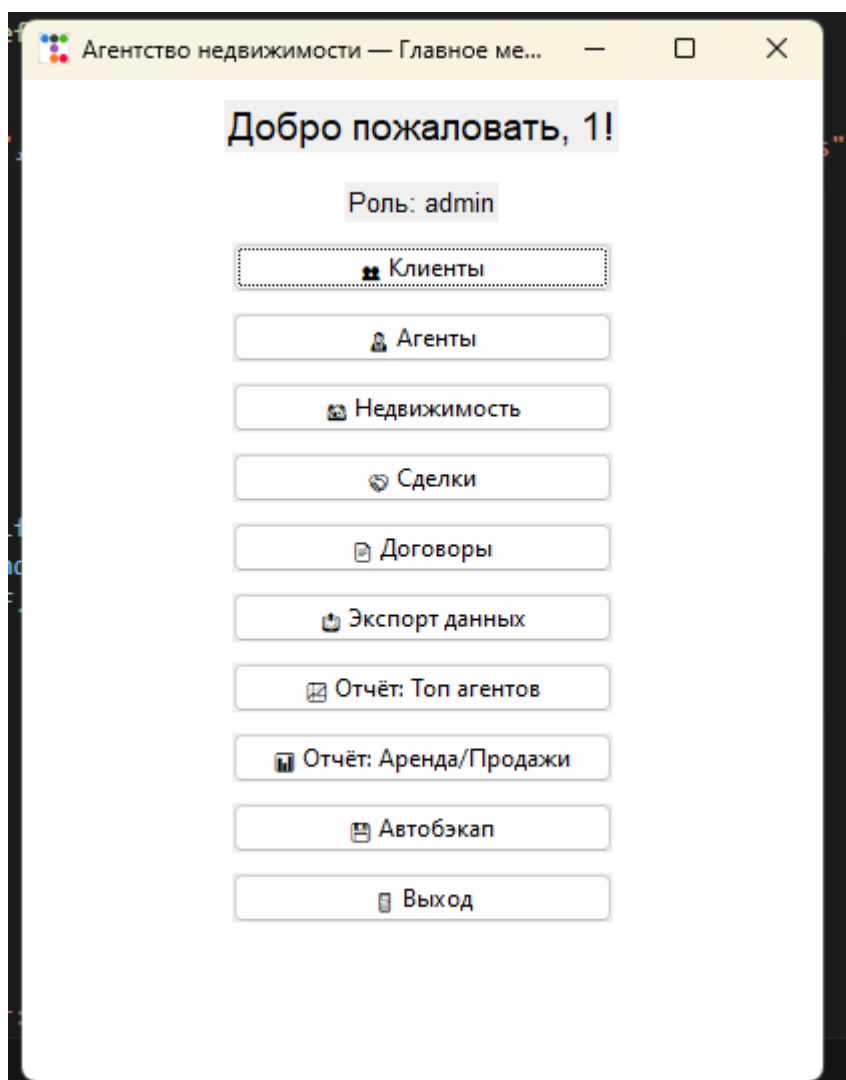 Агентство недвижимости — Главное ме...
Добро пожаловать, 1!
Роль: admin
Клиенты
Агенты
Недвижимость
Сделки
Договоры
Экспорт данных
Отчёт: Топ агентов
Отчёт: Аренда/Продажи
Автобэкап
Выход